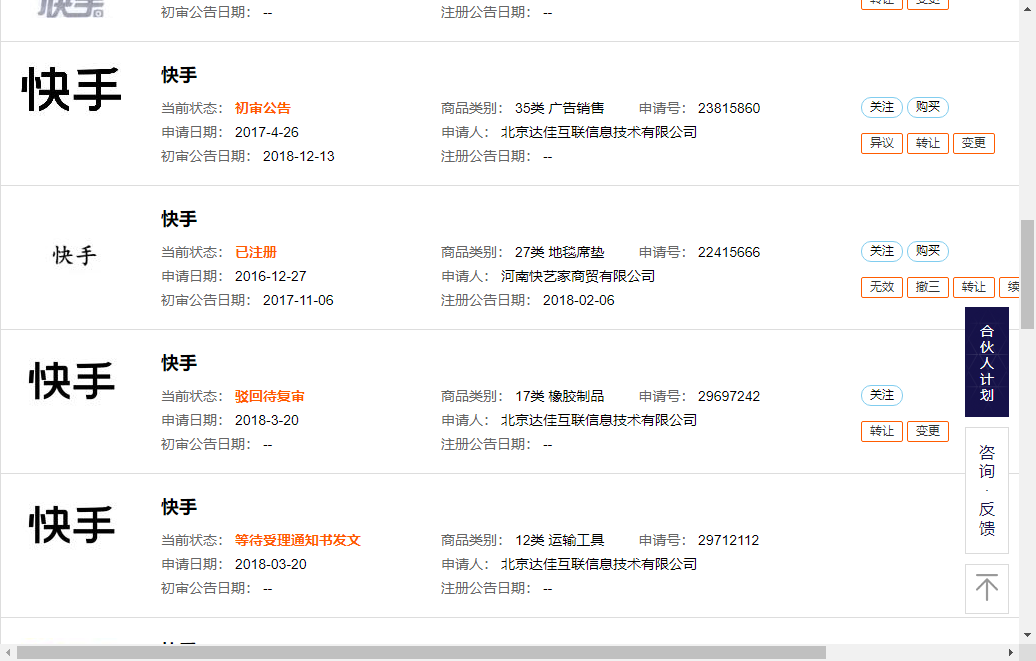 快手
初审公告日期： --
注册公告日期： --
转让 变更
快手
快手
当前状态： 初审公告
商品类别： 35类 广告销售 申请号： 23815860
申请日期： 2017-4-26
申请人： 北京达佳互联信息技术有限公司
初审公告日期： 2018-12-13
注册公告日期： --
关注 购买
异议 转让 变更
快手
快手
当前状态： 已注册
商品类别： 27类 地毯席垫 申请号： 22415666
申请日期： 2016-12-27
申请人： 河南快艺家商贸有限公司
初审公告日期： 2017-11-06
注册公告日期： 2018-02-06
关注 购买
无效 撤三 转让 续
快手
快手
当前状态： 驳回待复审
商品类别： 17类 橡胶制品 申请号： 29697242
申请日期： 2018-3-20
申请人： 北京达佳互联信息技术有限公司
初审公告日期： --
注册公告日期： --
关注
转让 变更
快手
快手
当前状态： 等待受理通知书发文
商品类别： 12类 运输工具 申请号： 29712112
申请日期： 2018-03-20
申请人： 北京达佳互联信息技术有限公司
初审公告日期： --
注册公告日期： --
合伙人计划
咨询·反馈